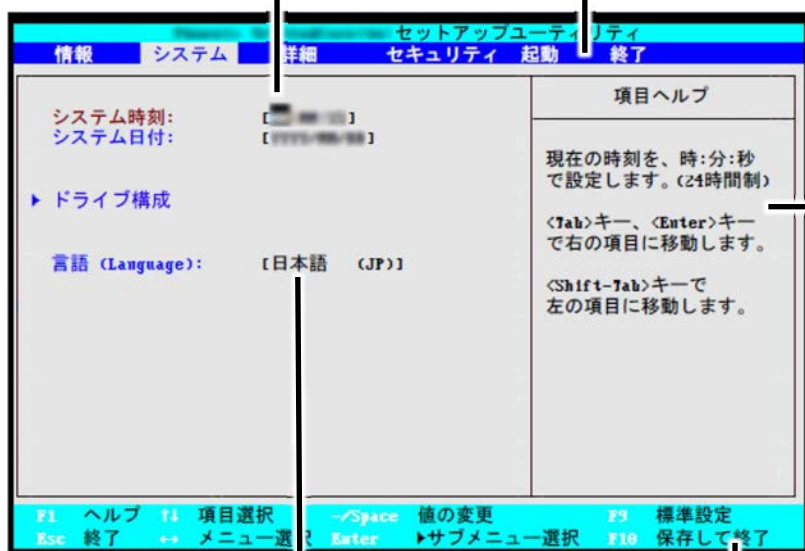 セットアップユーティリティ
情報 システム 詳細 セキュリティ 起動 終了
項目ヘルプ
システム時刻:
システム日付:
▶ ドライブ構成
言語 (Language): [日本語 (JP)]
現在の時刻を、時:分:秒
で設定します。(24時間制)
<Tab>キー、<Enter>キー
で右の項目に移動します。
<Shift-Tab>キーで
左の項目に移動します。
F1 ヘルプ ↑↓ 項目選択 -/Space 値の変更 F9 標準設定
Esc 終了 ↔ メニュー選択 Enter ▶サブメニュー選択 F10 保存して終了